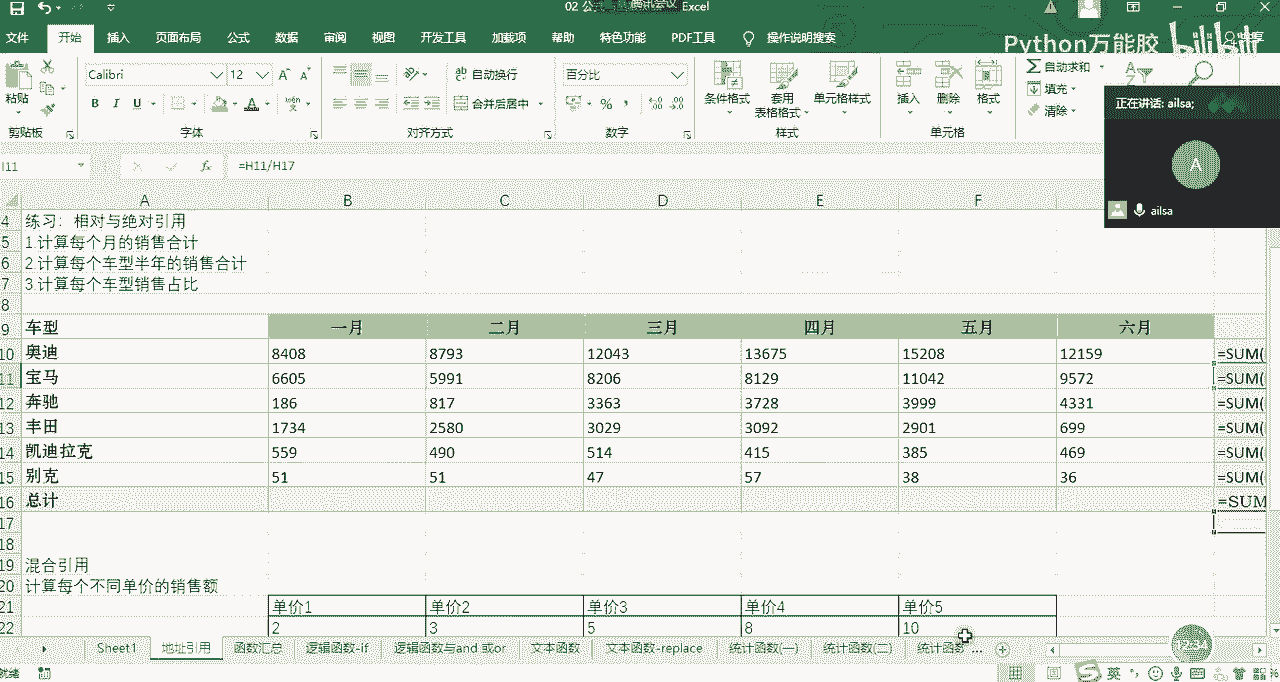 02 公 腾讯会议 Excel
文件 开始 插入 页面布局 公式 数据 审阅 视图 开发工具 加载项 帮助 特色功能 PDF工具 操作说明搜索
Python万能胶 bilibili
粘贴 Calibri 12 A A 自动换行 百分比 条件格式 套用表格格式 单元格样式 插入 删除 格式 自动求和
B I U A 合并后居中 % 填充
清除
剪贴板 字体 对齐方式 数字 样式 单元格
正在讲话: ailsa;
A
ailsa
I11 fx =H11/H17
A B C D E F
4 练习：相对与绝对引用
5 1.计算每个月的销售合计
6 2.计算每个车型半年的销售合计
7 3.计算每个车型销售占比
8
9 车型 一月 二月 三月 四月 五月 六月
10 奥迪 8408 8793 12043 13675 15208 12159 =SUM(
11 宝马 6605 5991 8206 8129 11042 9572 =SUM(
12 奔驰 186 817 3363 3728 3999 4331 =SUM(
13 丰田 1734 2580 3029 3092 2901 699 =SUM(
14 凯迪拉克 559 490 514 415 385 469 =SUM(
15 别克 51 51 47 57 38 36 =SUM(
16 总计 =SUM
17
18
19 混合引用
20 计算每个不同单价的销售额
21 单价1 单价2 单价3 单价4 单价5
22 2 3 5 8 10
Sheet1 地址引用 函数汇总 逻辑函数-if 逻辑函数与and 或or 文本函数 文本函数-replace 统计函数(一) 统计函数(二) 统计函数 ...
就绪 英